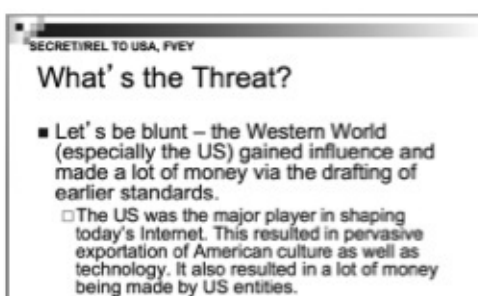 SECRET//REL TO USA, FVEY
What's the Threat?
■ Let's be blunt – the Western World
(especially the US) gained influence and
made a lot of money via the drafting of
earlier standards.
□ The US was the major player in shaping
today's Internet. This resulted in pervasive
exportation of American culture as well as
technology. It also resulted in a lot of money
being made by US entities.